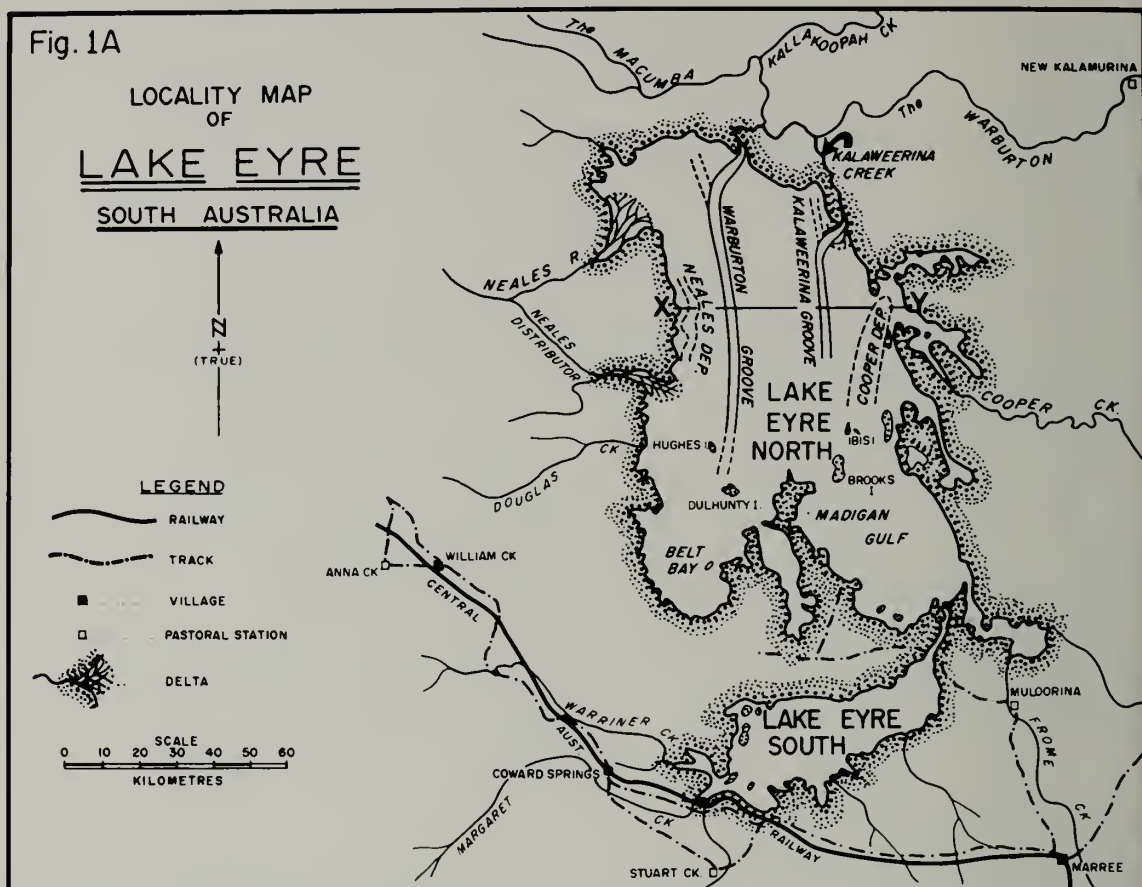 Fig. 1A
LOCALITY MAP
OF
LAKE EYRE
SOUTH AUSTRALIA
N
(TRUE)
LEGEND
RAILWAY
TRACK
VILLAGE
PASTORAL STATION
DELTA
SCALE
0 10 20 30 40 50 60
KILOMETRES
The MACUMBA
KALLAKOOPAH CK
NEW KALAMURINA
The WARBURTON
KALAWEERINA
CREEK
WARBURTON GROOVE
KALAWEERINA GROOVE
NEALES R.
NEALES
DISTRIBUTOR
X
NEALES DEP.
Y
COOPER DEP.
COOPER CK.
LAKE
EYRE
NORTH
HUGHES I
IBIS I
BROOKS
I
DULHUNTY I.
DOUGLAS CK
MADIGAN
GULF
BELT
BAY
WILLIAM CK
ANNA CK
CENTRAL AUST RAILWAY
WARRINER CK
LAKE EYRE
SOUTH
MULOORINA
FROME CK
COWARD SPRINGS
MARGARET CK
STUART CK.
MARREE